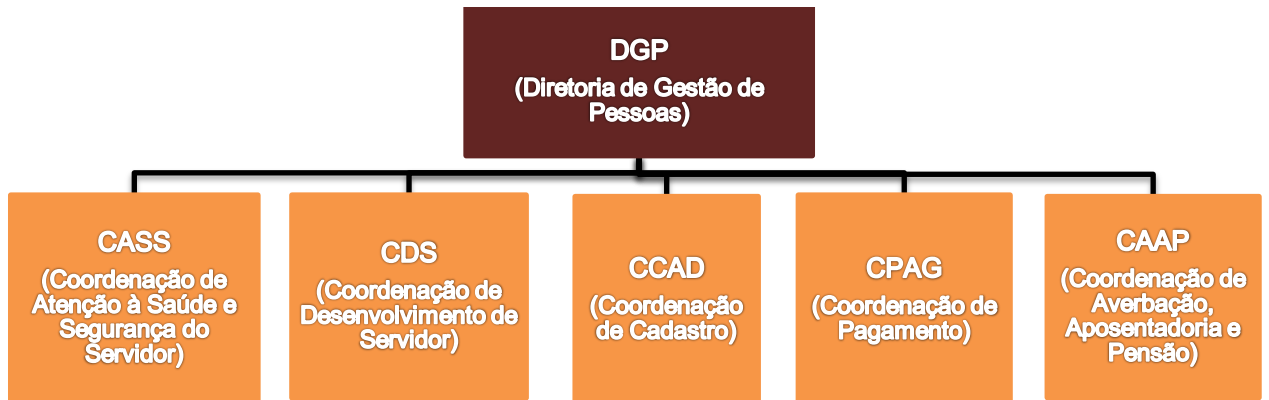 DGP
(Diretoria de Gestão de
Pessoas)
CASS
(Coordenação de
Atenção à Saúde e
Segurança do
Servidor)
CDS
(Coordenação de
Desenvolvimento de
Servidor)
CCAD
(Coordenação
de Cadastro)
CPAG
(Coordenação de
Pagamento)
CAAP
(Coordenação de
Averbação,
Aposentadoria e
Pensão)